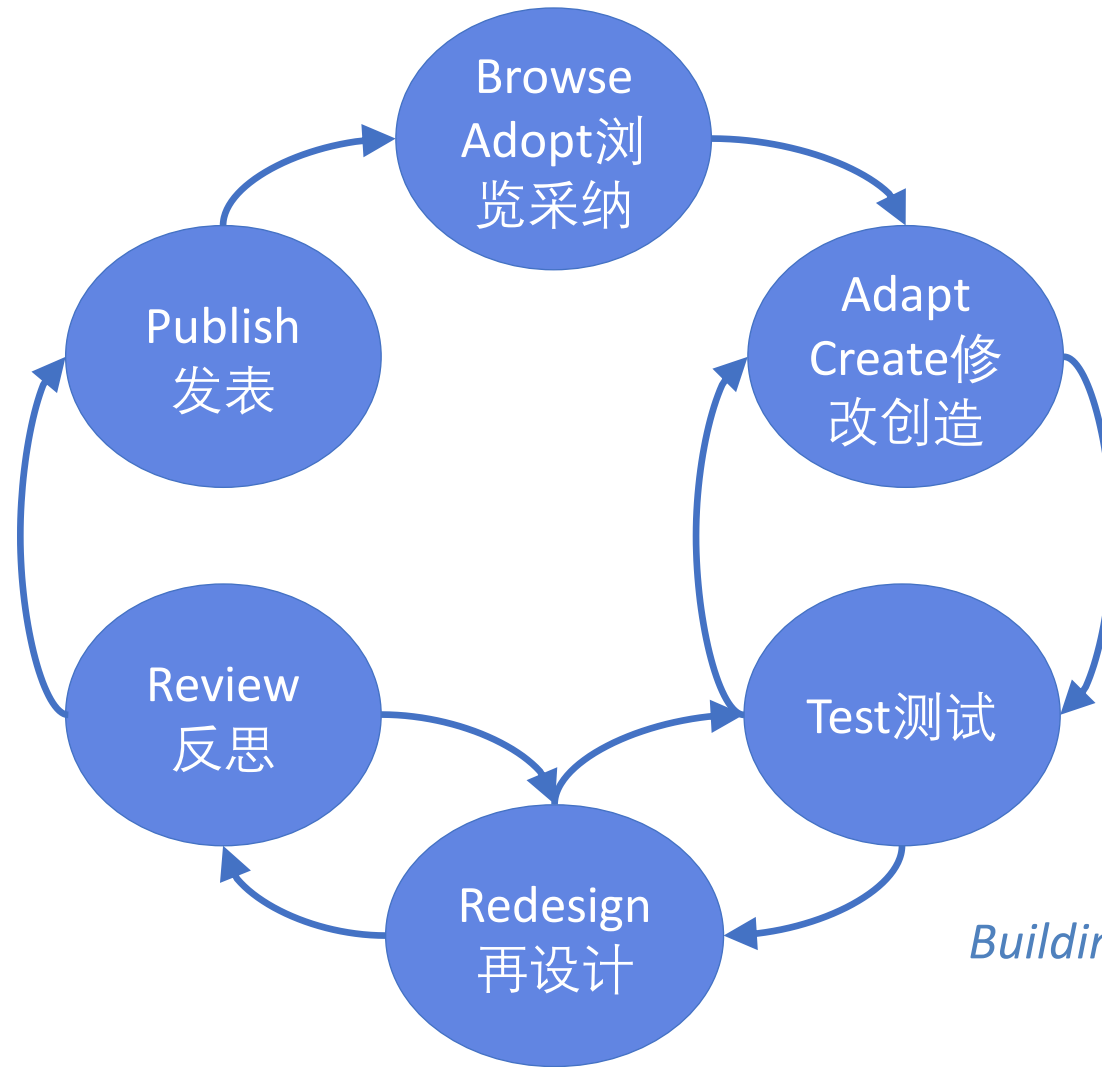 Browse
Adopt浏
览采纳
Adapt
Create修
改创造
Publish
发表
Review
反思
Test测试
Redesign
再设计